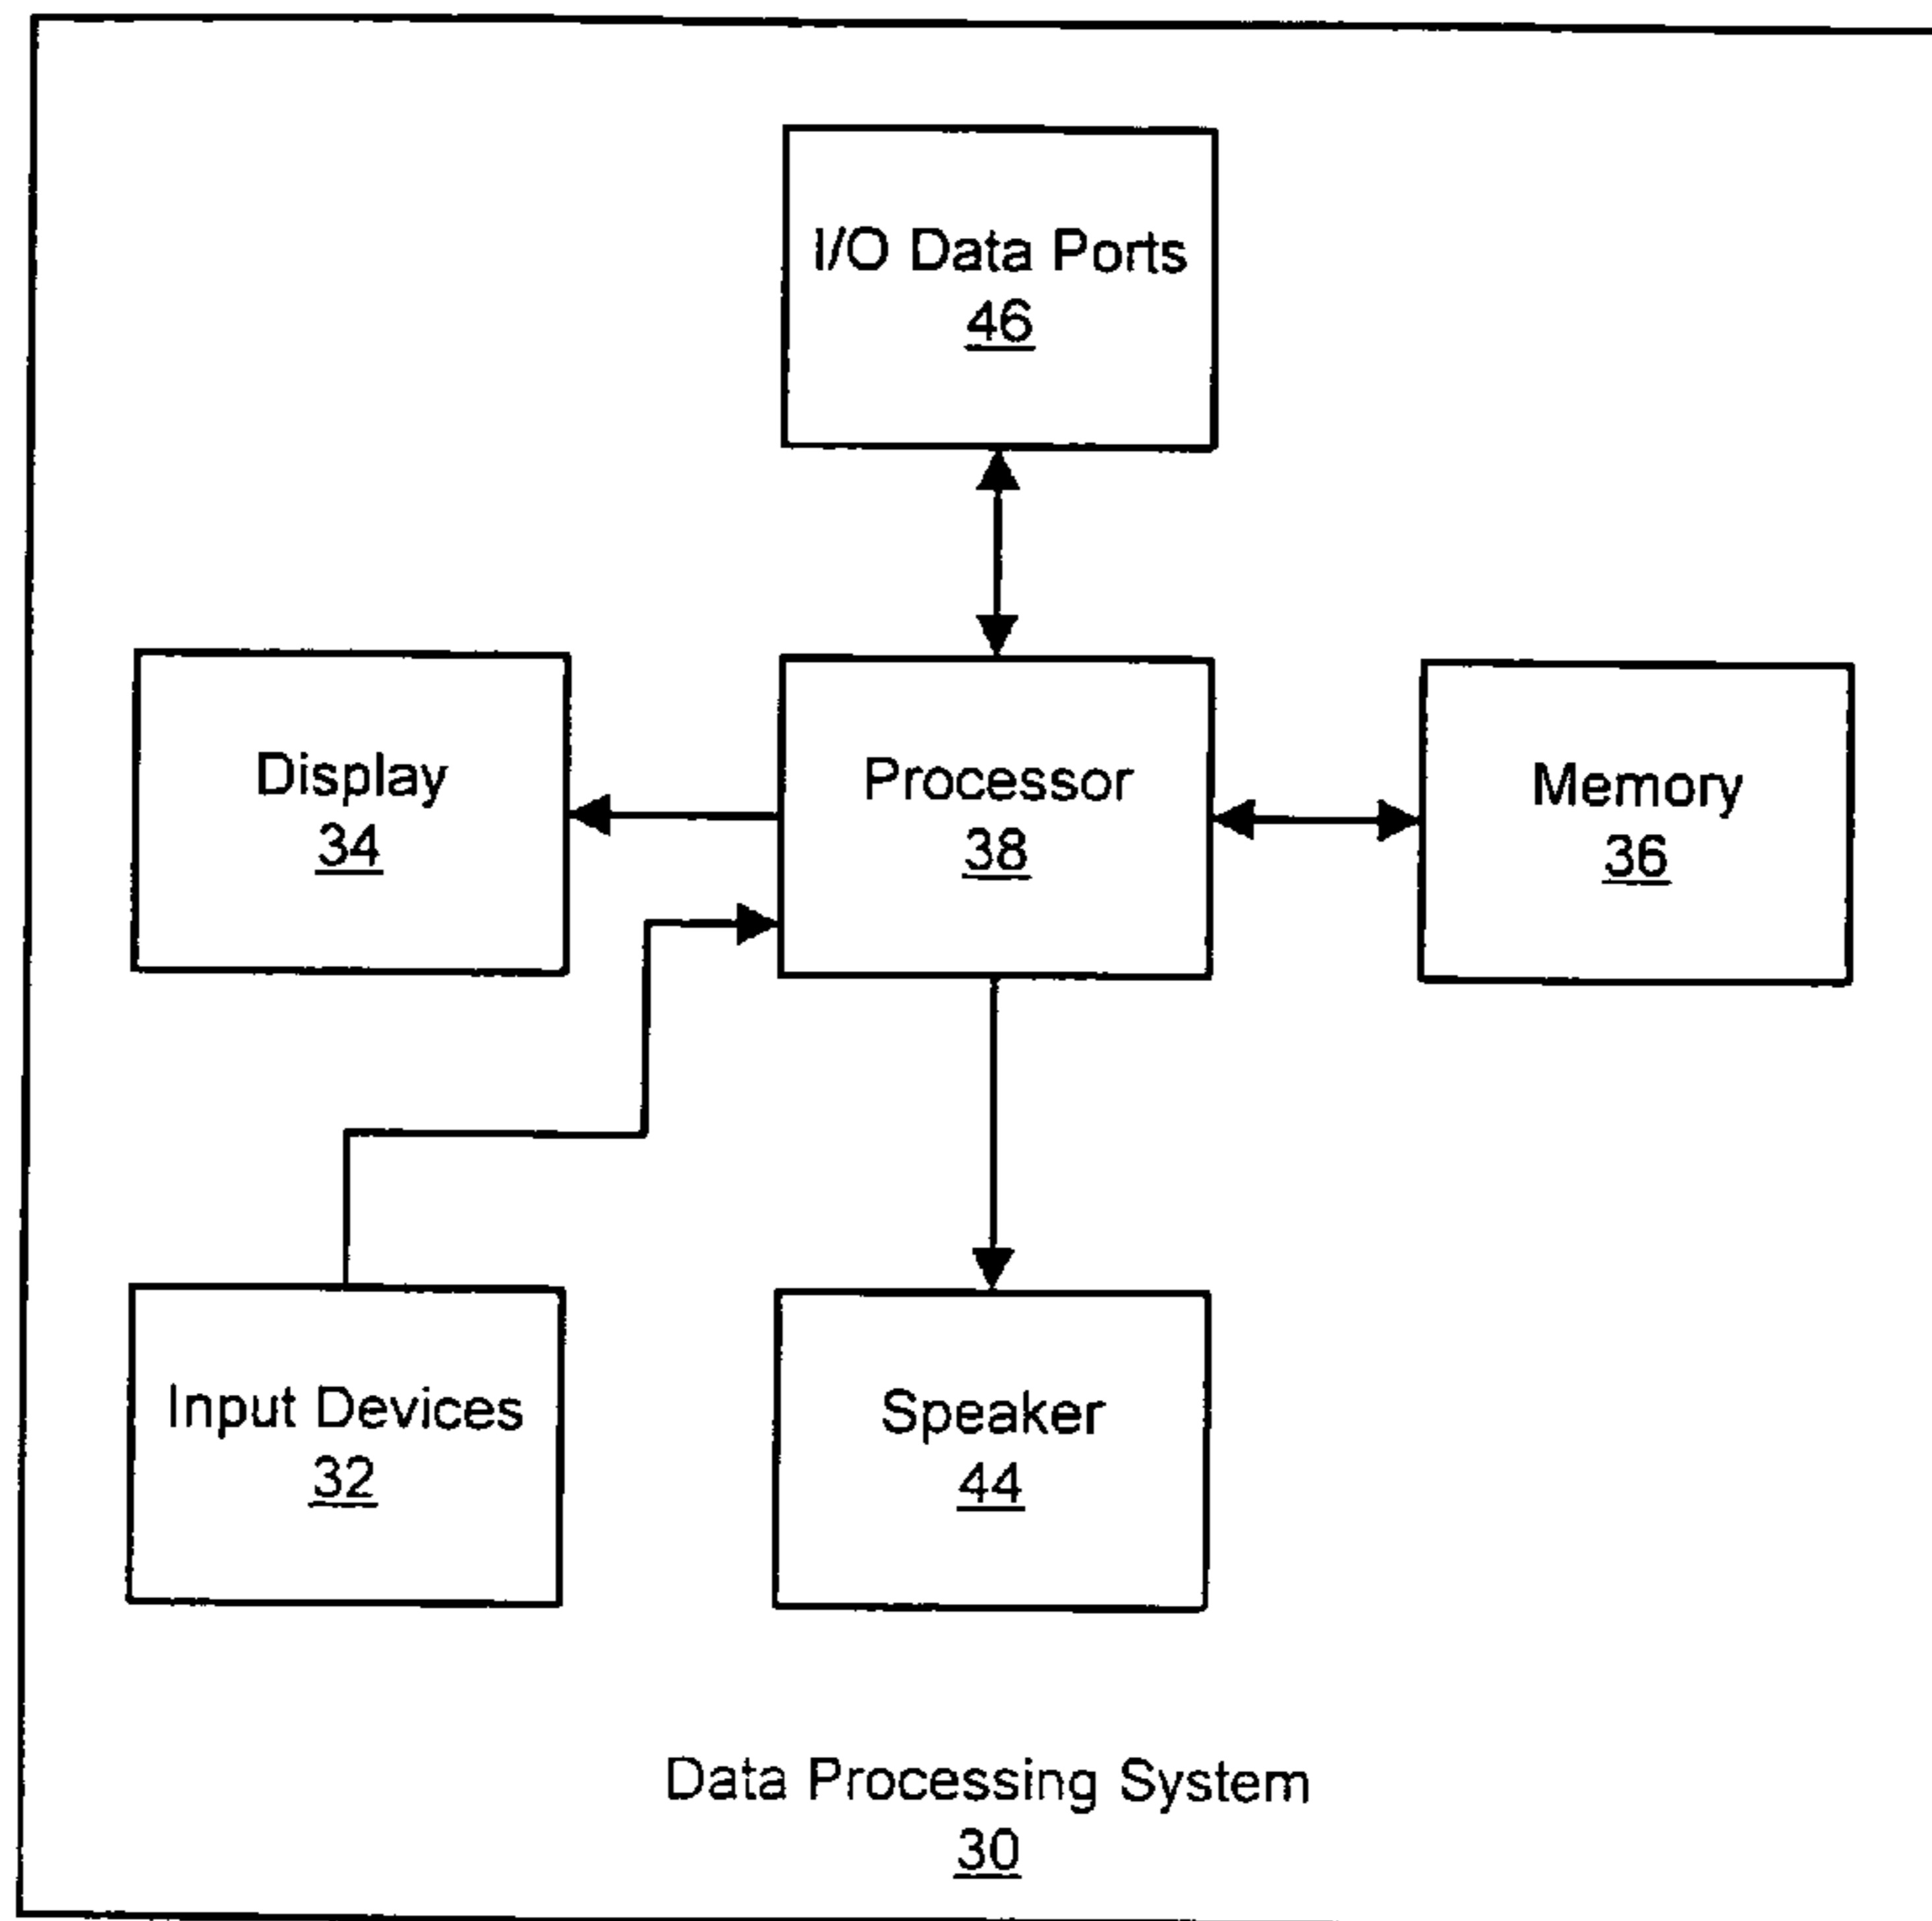 I/O Data Ports
46
Display
34
Processor
38
Memory
36
Input Devices
32
Speaker
44
Data Processing System
30